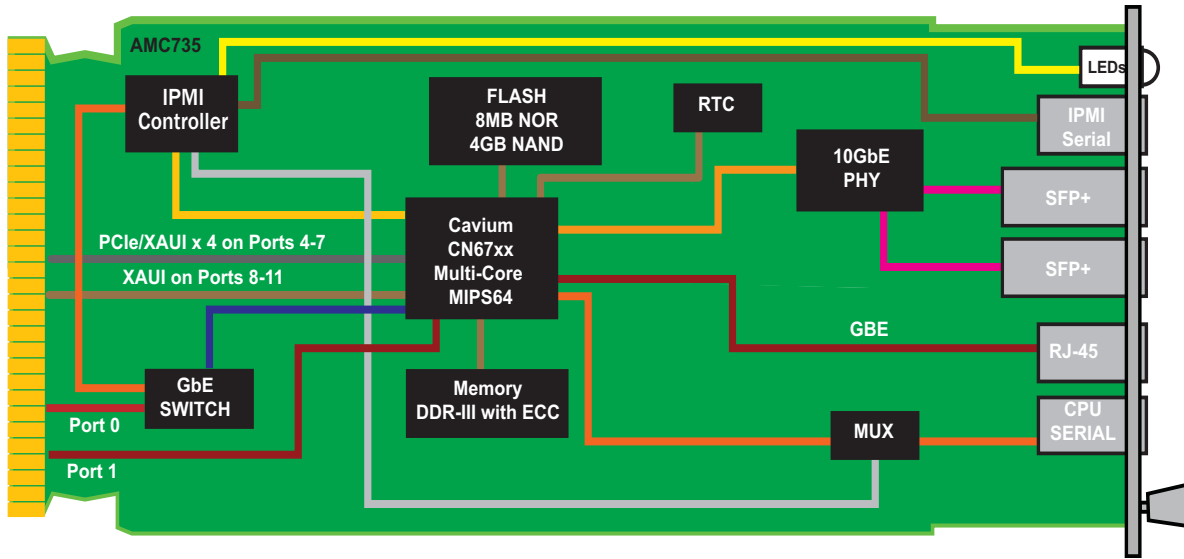 AMC735
LEDs
IPMI
Controller
FLASH
8MB NOR
4GB NAND
RTC
IPMI
Serial
10GbE
PHY
SFP+
Cavium
CN67xx
Multi-Core
MIPS64
PCIe/XAUI x 4 on Ports 4-7
XAUI on Ports 8-11
SFP+
GBE
RJ-45
GbE
SWITCH
Memory
DDR-III with ECC
Port 0
MUX
CPU
SERIAL
Port 1